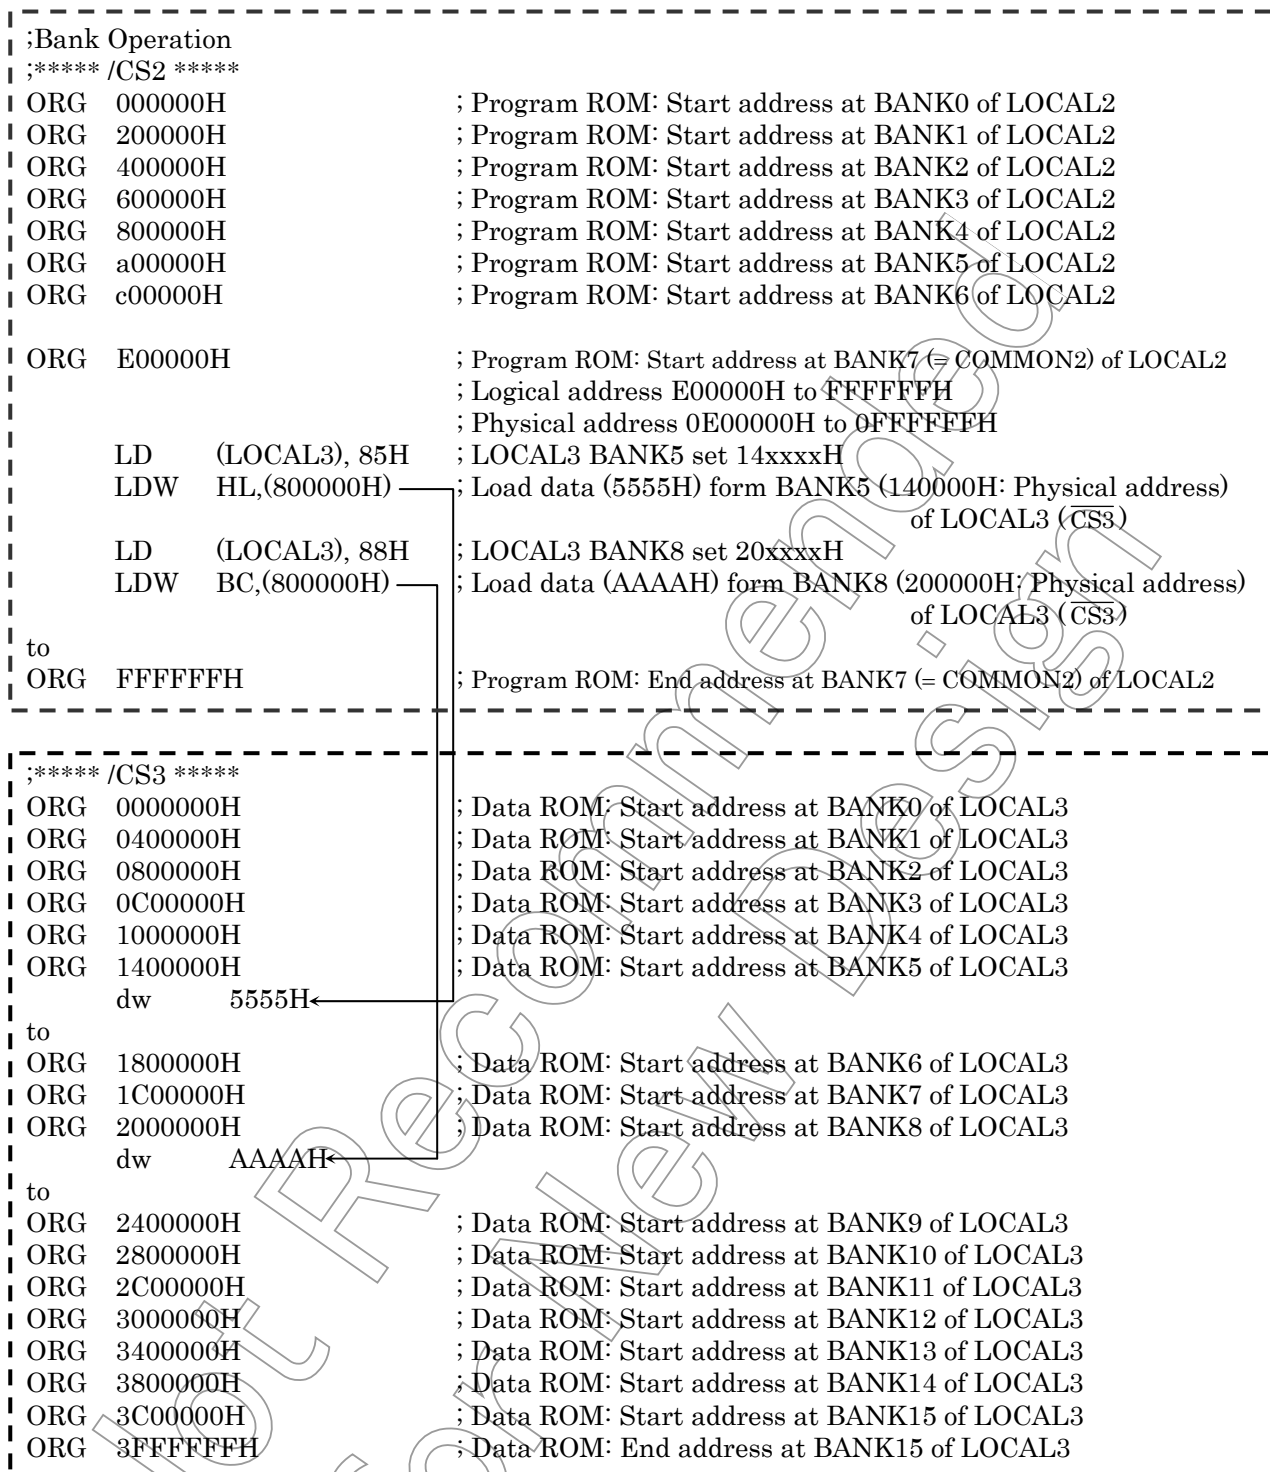 ;Bank Operation
;***** /CS2 *****
ORG 000000H ; Program ROM: Start address at BANK0 of LOCAL2
ORG 200000H ; Program ROM: Start address at BANK1 of LOCAL2
ORG 400000H ; Program ROM: Start address at BANK2 of LOCAL2
ORG 600000H ; Program ROM: Start address at BANK3 of LOCAL2
ORG 800000H ; Program ROM: Start address at BANK4 of LOCAL2
ORG a00000H ; Program ROM: Start address at BANK5 of LOCAL2
ORG c00000H ; Program ROM: Start address at BANK6 of LOCAL2
ORG E00000H ; Program ROM: Start address at BANK7 (= COMMON2) of LOCAL2
; Logical address E00000H to FFFFFFH
; Physical address 0E00000H to 0FFFFFFH
LD (LOCAL3), 85H ; LOCAL3 BANK5 set 14xxxxH
LDW HL,(800000H) ; Load data (5555H) form BANK5 (140000H: Physical address)
of LOCAL3 (CS3)
LD (LOCAL3), 88H ; LOCAL3 BANK8 set 20xxxxH
LDW BC,(800000H) ; Load data (AAAAH) form BANK8 (200000H: Physical address)
of LOCAL3 (CS3)
to
ORG FFFFFFH ; Program ROM: End address at BANK7 (= COMMON2) of LOCAL2
;***** /CS3 *****
ORG 0000000H ; Data ROM: Start address at BANK0 of LOCAL3
ORG 0400000H ; Data ROM: Start address at BANK1 of LOCAL3
ORG 0800000H ; Data ROM: Start address at BANK2 of LOCAL3
ORG 0C00000H ; Data ROM: Start address at BANK3 of LOCAL3
ORG 1000000H ; Data ROM: Start address at BANK4 of LOCAL3
ORG 1400000H ; Data ROM: Start address at BANK5 of LOCAL3
dw 5555H
to
ORG 1800000H ; Data ROM: Start address at BANK6 of LOCAL3
ORG 1C00000H ; Data ROM: Start address at BANK7 of LOCAL3
ORG 2000000H ; Data ROM: Start address at BANK8 of LOCAL3
dw AAAAH
to
ORG 2400000H ; Data ROM: Start address at BANK9 of LOCAL3
ORG 2800000H ; Data ROM: Start address at BANK10 of LOCAL3
ORG 2C00000H ; Data ROM: Start address at BANK11 of LOCAL3
ORG 3000000H ; Data ROM: Start address at BANK12 of LOCAL3
ORG 3400000H ; Data ROM: Start address at BANK13 of LOCAL3
ORG 3800000H ; Data ROM: Start address at BANK14 of LOCAL3
ORG 3C00000H ; Data ROM: Start address at BANK15 of LOCAL3
ORG 3FFFFFFH ; Data ROM: End address at BANK15 of LOCAL3
Not Recommended
for New Design